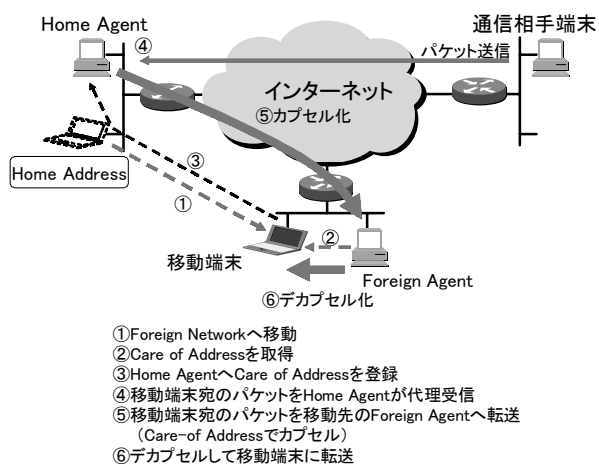 Home Agent
通信相手端末
④
パケット送信
インターネット
⑤カプセル化
③
Home Address
①
②
移動端末
Foreign Agent
⑥デカプセル化
①Foreign Networkへ移動
②Care of Addressを取得
③Home AgentへCare of Addressを登録
④移動端末宛のパケットをHome Agentが代理受信
⑤移動端末宛のパケットを移動先のForeign Agentへ転送
(Care-of Addressでカプセル)
⑥デカプセルして移動端末に転送